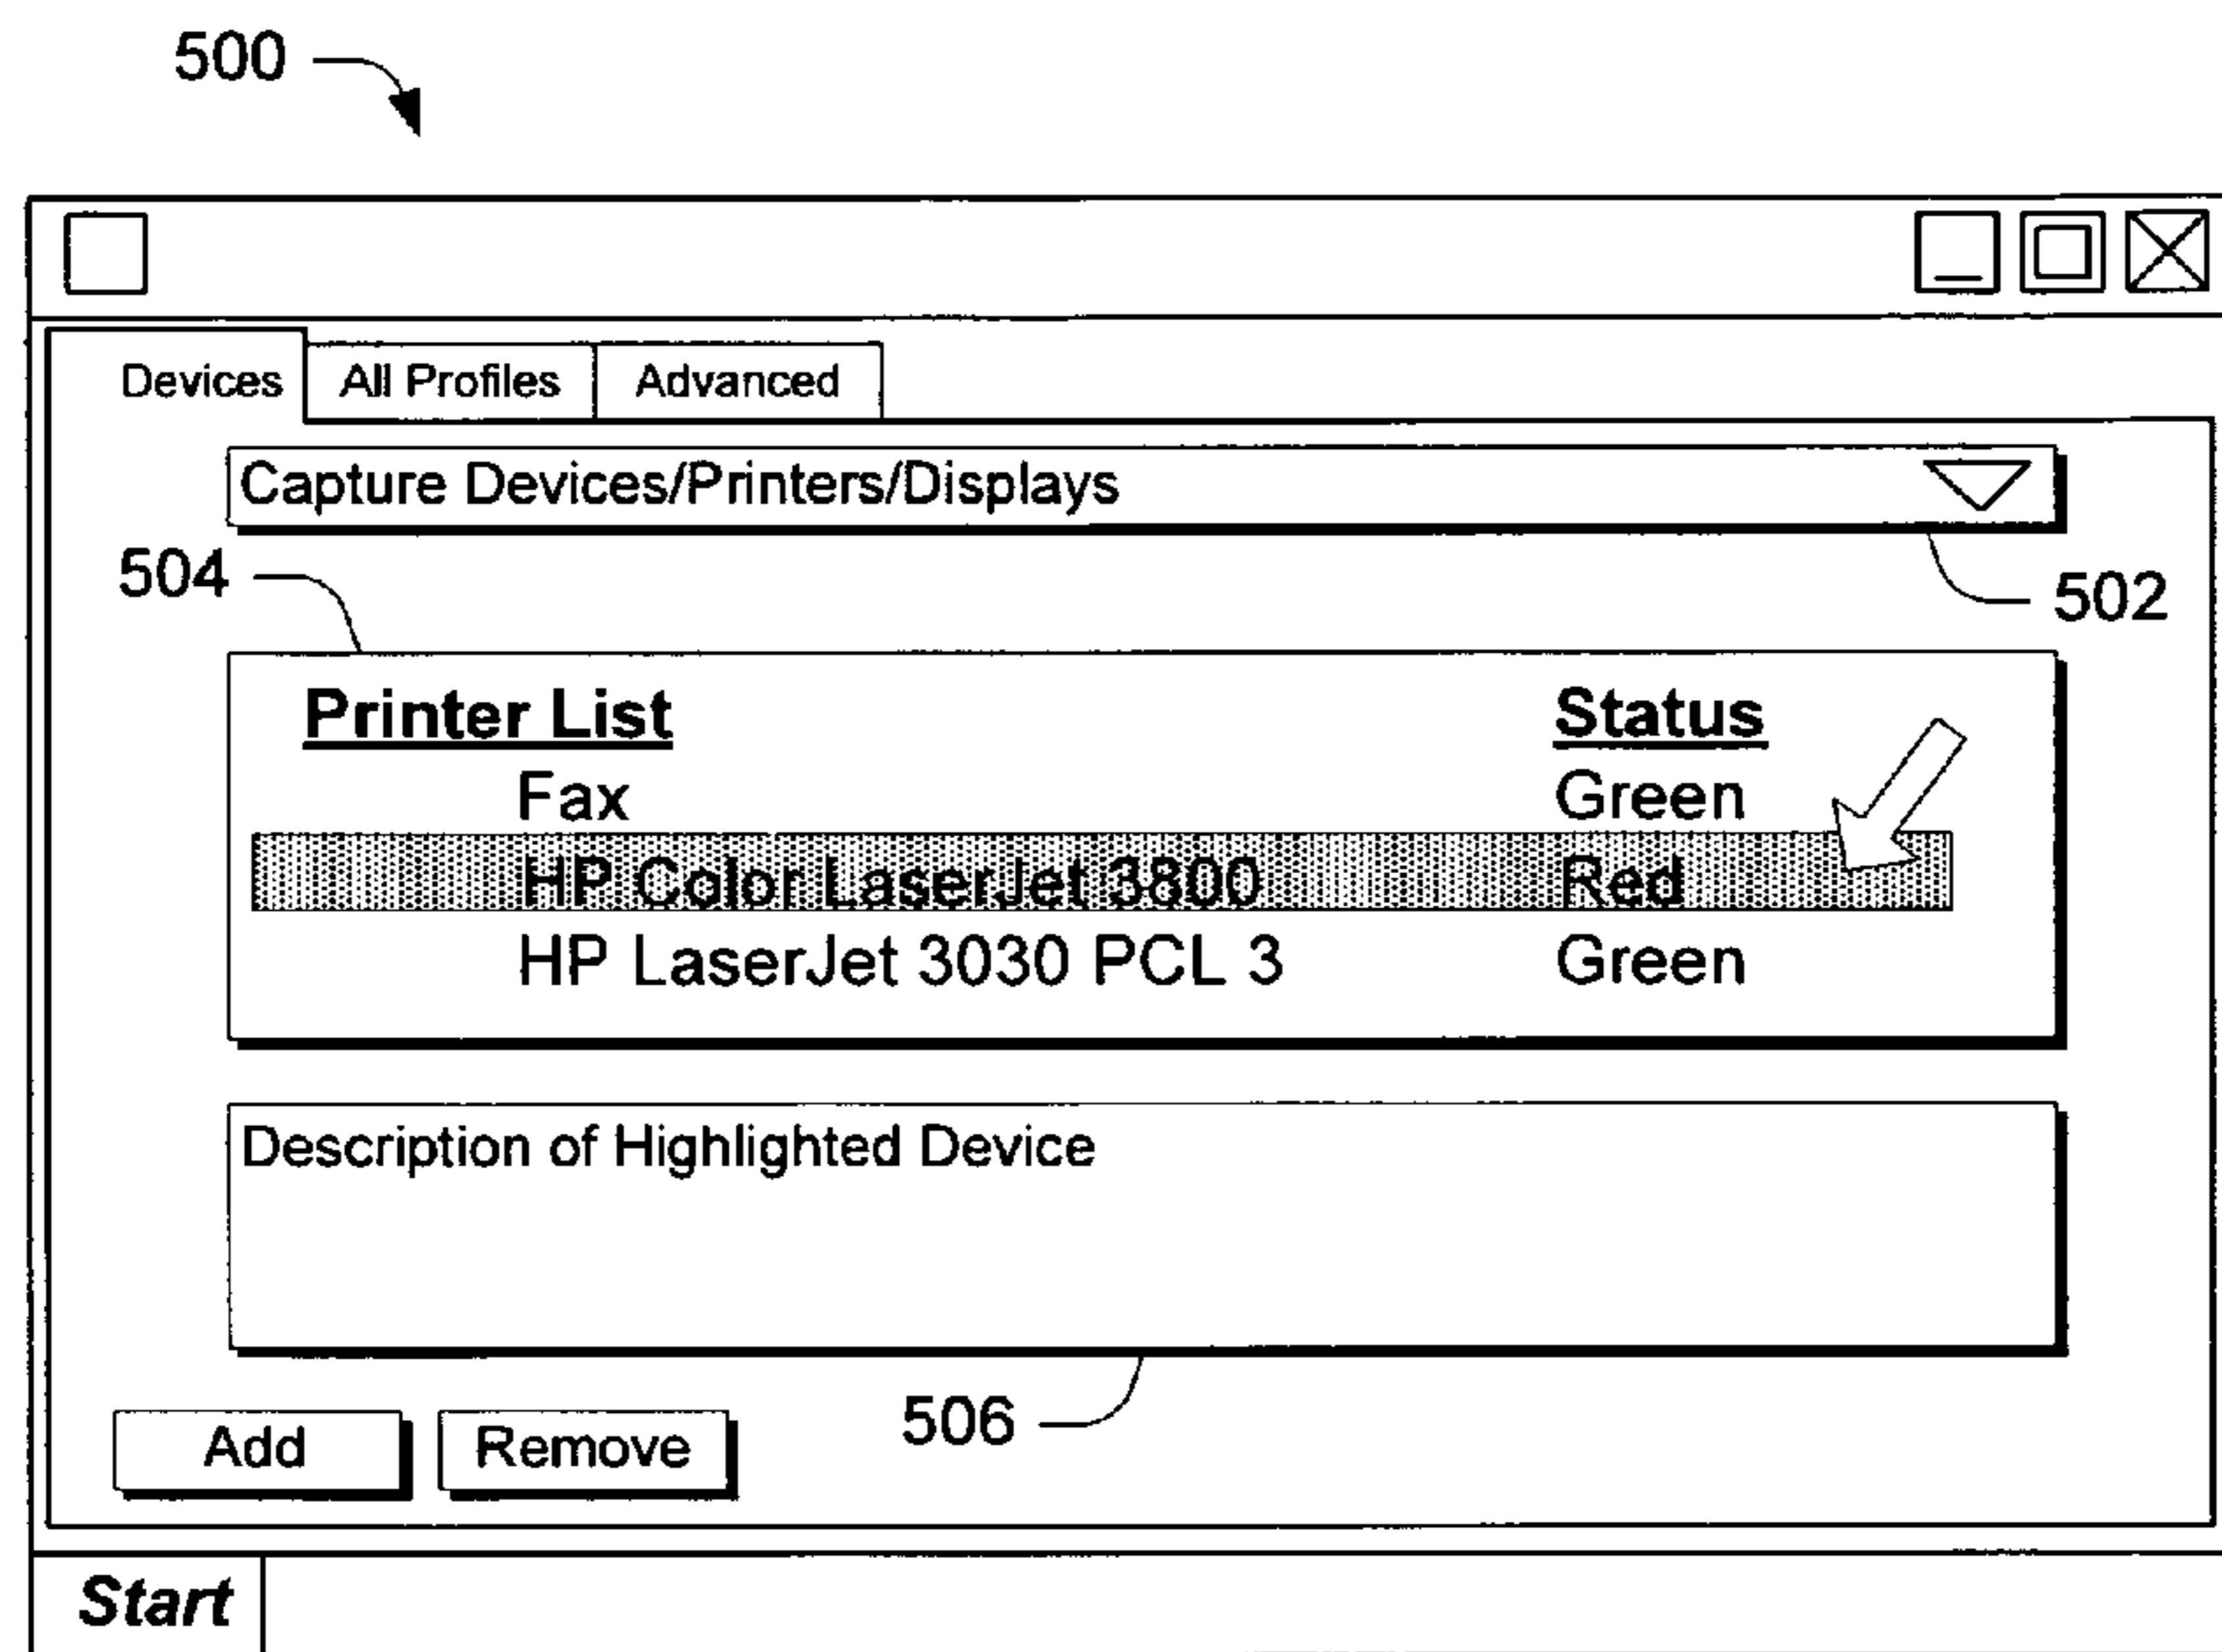 500
Devices All Profiles Advanced
Capture Devices/Printers/Displays
504
502
Printer List Status
Fax Green
HP Color LaserJet 3800 Red
HP LaserJet 3030 PCL 3 Green
Description of Highlighted Device
506
Add Remove
Start